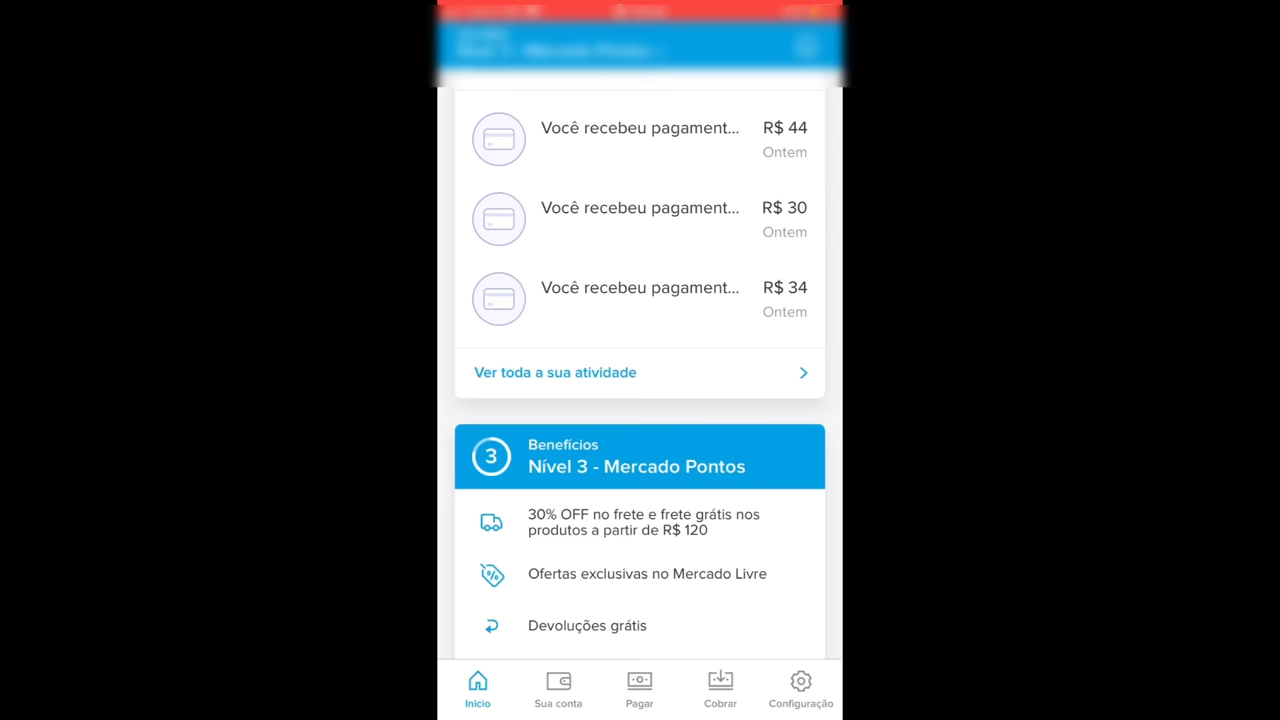 Você recebeu pagament... R$ 44
Ontem
Você recebeu pagament... R$ 30
Ontem
Você recebeu pagament... R$ 34
Ontem
Ver toda a sua atividade
3
Benefícios
Nível 3 - Mercado Pontos
30% OFF no frete e frete grátis nos
produtos a partir de R$ 120
Ofertas exclusivas no Mercado Livre
Devoluções grátis
Inicio Sua conta Pagar Cobrar Configuração